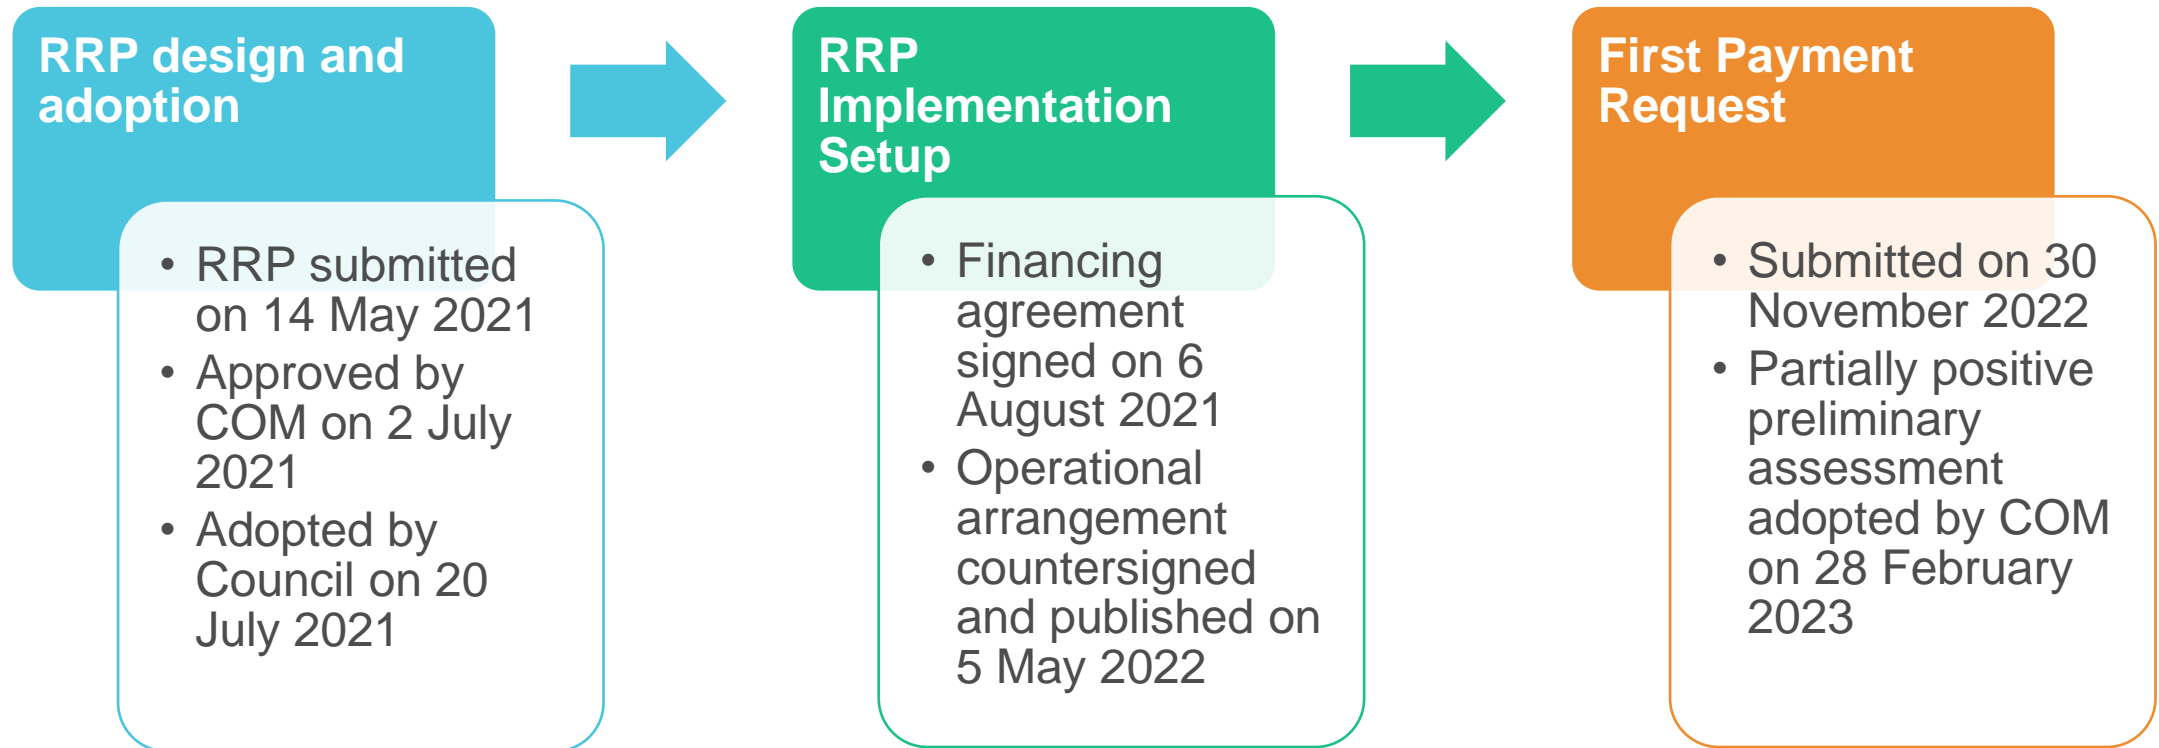 RRP design and
adoption
• RRP submitted
on 14 May 2021
• Approved by
COM on 2 July
2021
• Adopted by
Council on 20
July 2021
RRP
Implementation
Setup
• Financing
agreement
signed on 6
August 2021
• Operational
arrangement
countersigned
and published on
5 May 2022
First Payment
Request
• Submitted on 30
November 2022
• Partially positive
preliminary
assessment
adopted by COM
on 28 February
2023